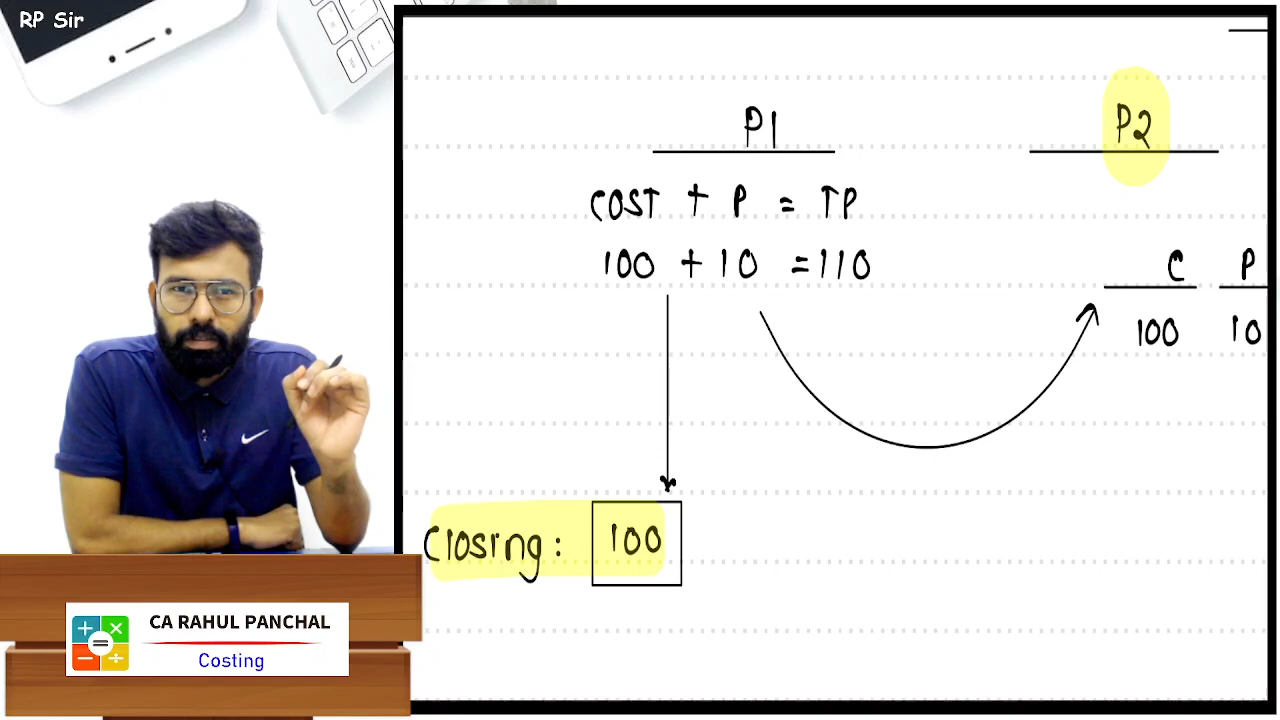 RP Sir
P1
P2
COST + P = TP
100 + 10 = 110
C P
100 10
Closing: 100
+ ×
=
− ÷
CA RAHUL PANCHAL
Costing